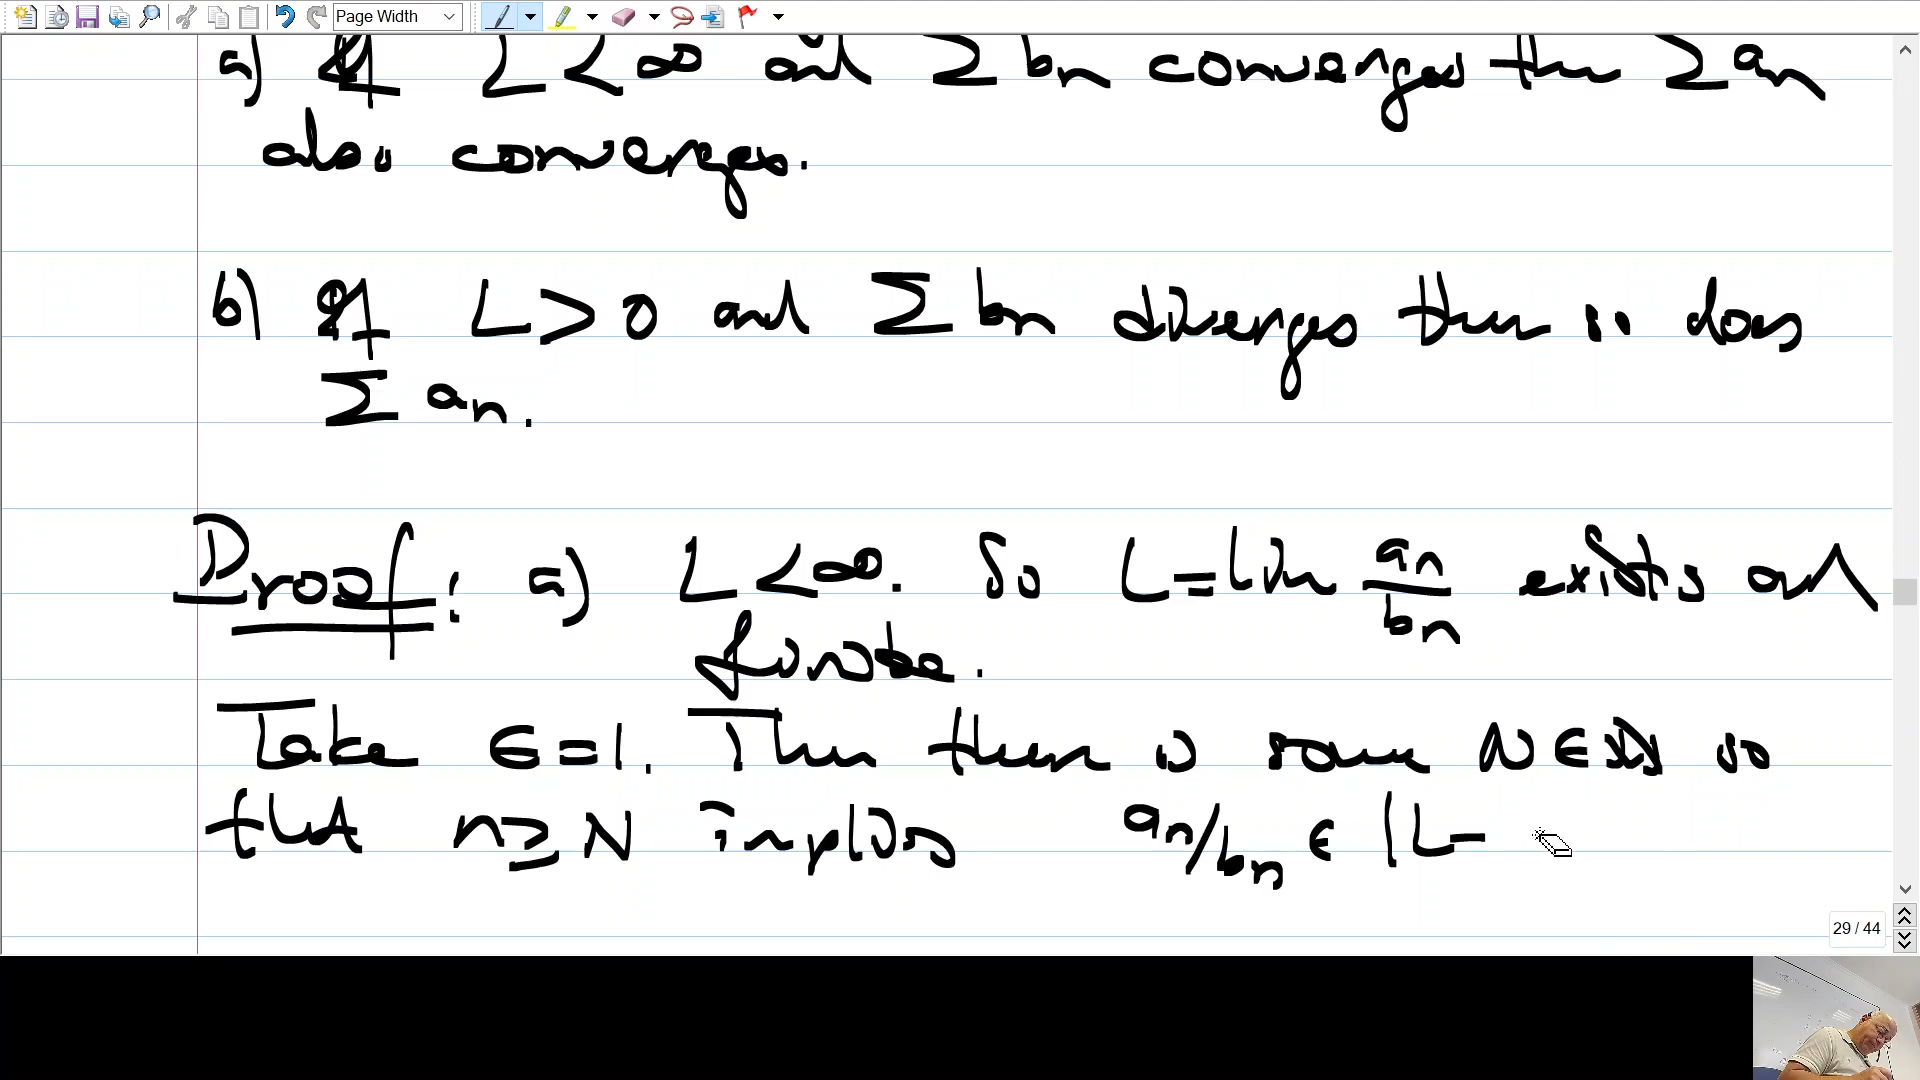 Page Width
a) If L < ∞ and Σ bn converges then Σ an
also converges.
b) If L > 0 and Σ bn diverges then so does
Σ an.
Proof: a) L < ∞. So L = lim an/bn exists and
finite.
Take ϵ = 1. Then there is some N ∈ ℕ so
that n ≥ N implies an/bn ∈ (L -
29 / 44